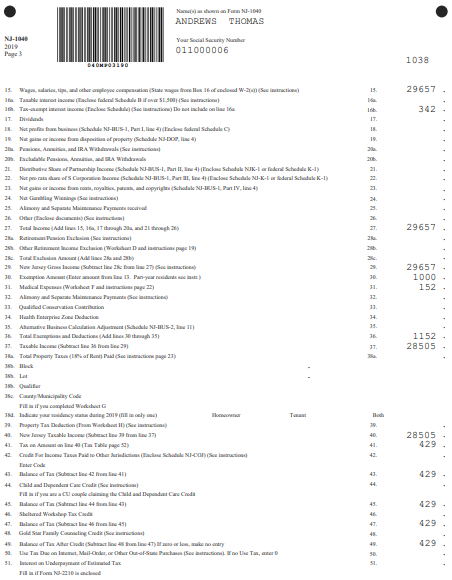 Name(s) as shown on Form NJ-1040
ANDREWS THOMAS
NJ-1040
2019
Page 3
Your Social Security Number
011000006
040MP03190
1038
15. Wages, salaries, tips, and other employee compensation (State wages from Box 16 of enclosed W-2(s)) (See instructions) 15. 29657 .
16a. Taxable interest income (Enclose federal Schedule B if over $1,500) (See instructions) 16a. .
16b. Tax-exempt interest income (Enclose Schedule) (See instructions) Do not include on line 16a 16b. 342 .
17. Dividends 17. .
18. Net profits from business (Schedule NJ-BUS-1, Part I, line 4) (Enclose federal Schedule C) 18. .
19. Net gains or income from disposition of property (Schedule NJ-DOP, line 4) 19. .
20a. Pensions, Annuities, and IRA Withdrawals (See instructions) 20a. .
20b. Excludable Pensions, Annuities, and IRA Withdrawals 20b. .
21. Distributive Share of Partnership Income (Schedule NJ-BUS-1, Part II, line 4) (Enclose Schedule NJK-1 or federal Schedule K-1) 21. .
22. Net pro rata share of S Corporation Income (Schedule NJ-BUS-1, Part III, line 4) (Enclose Schedule NJ-K-1 or federal Schedule K-1) 22. .
23. Net gains or income from rents, royalties, patents, and copyrights (Schedule NJ-BUS-1, Part IV, line 4) 23. .
24. Net Gambling Winnings (See instructions) 24. .
25. Alimony and Separate Maintenance Payments received 25. .
26. Other (Enclose documents) (See instructions) 26. .
27. Total Income (Add lines 15, 16a, 17 through 20a, and 21 through 26) 27. 29657 .
28a. Retirement/Pension Exclusion (See instructions) 28a. .
28b. Other Retirement Income Exclusion (Worksheet D and instructions page 19) 28b. .
28c. Total Exclusion Amount (Add lines 28a and 28b) 28c. .
29. New Jersey Gross Income (Subtract line 28c from line 27) (See instructions) 29. 29657 .
30. Exemption Amount (Enter amount from line 13. Part-year residents see instr.) 30. 1000 .
31. Medical Expenses (Worksheet F and instructions page 22) 31. 152 .
32. Alimony and Separate Maintenance Payments (See instructions) 32. .
33. Qualified Conservation Contribution 33. .
34. Health Enterprise Zone Deduction 34. .
35. Alternative Business Calculation Adjustment (Schedule NJ-BUS-2, line 11) 35. .
36. Total Exemptions and Deductions (Add lines 30 through 35) 36. 1152 .
37. Taxable Income (Subtract line 36 from line 29) 37. 28505 .
38a. Total Property Taxes (18% of Rent) Paid (See instructions page 23) 38a. .
38b. Block .
38b. Lot .
38b. Qualifier
38c. County/Municipality Code
Fill in if you completed Worksheet G
38d. Indicate your residency status during 2019 (fill in only one) Homeowner Tenant Both
39. Property Tax Deduction (From Worksheet H) (See instructions) 39. .
40. New Jersey Taxable Income (Subtract line 39 from line 37) 40. 28505 .
41. Tax on Amount on line 40 (Tax Table page 52) 41. 429 .
42. Credit For Income Taxes Paid to Other Jurisdictions (Enclose Schedule NJ-COJ) (See instructions) 42. .
Enter Code
43. Balance of Tax (Subtract line 42 from line 41) 43. 429 .
44. Child and Dependent Care Credit (See instructions) 44. .
Fill in if you are a CU couple claiming the Child and Dependent Care Credit
45. Balance of Tax (Subtract line 44 from line 43) 45. 429 .
46. Sheltered Workshop Tax Credit 46. .
47. Balance of Tax (Subtract line 46 from line 45) 47. 429 .
48. Gold Star Family Counseling Credit (See instructions) 48. .
49. Balance of Tax After Credit (Subtract line 48 from line 47) If zero or less, make no entry 49. 429 .
50. Use Tax Due on Internet, Mail-Order, or Other Out-of-State Purchases (See instructions). If no Use Tax, enter 0 50. .
51. Interest on Underpayment of Estimated Tax 51. .
Fill in if Form NJ-2210 is enclosed